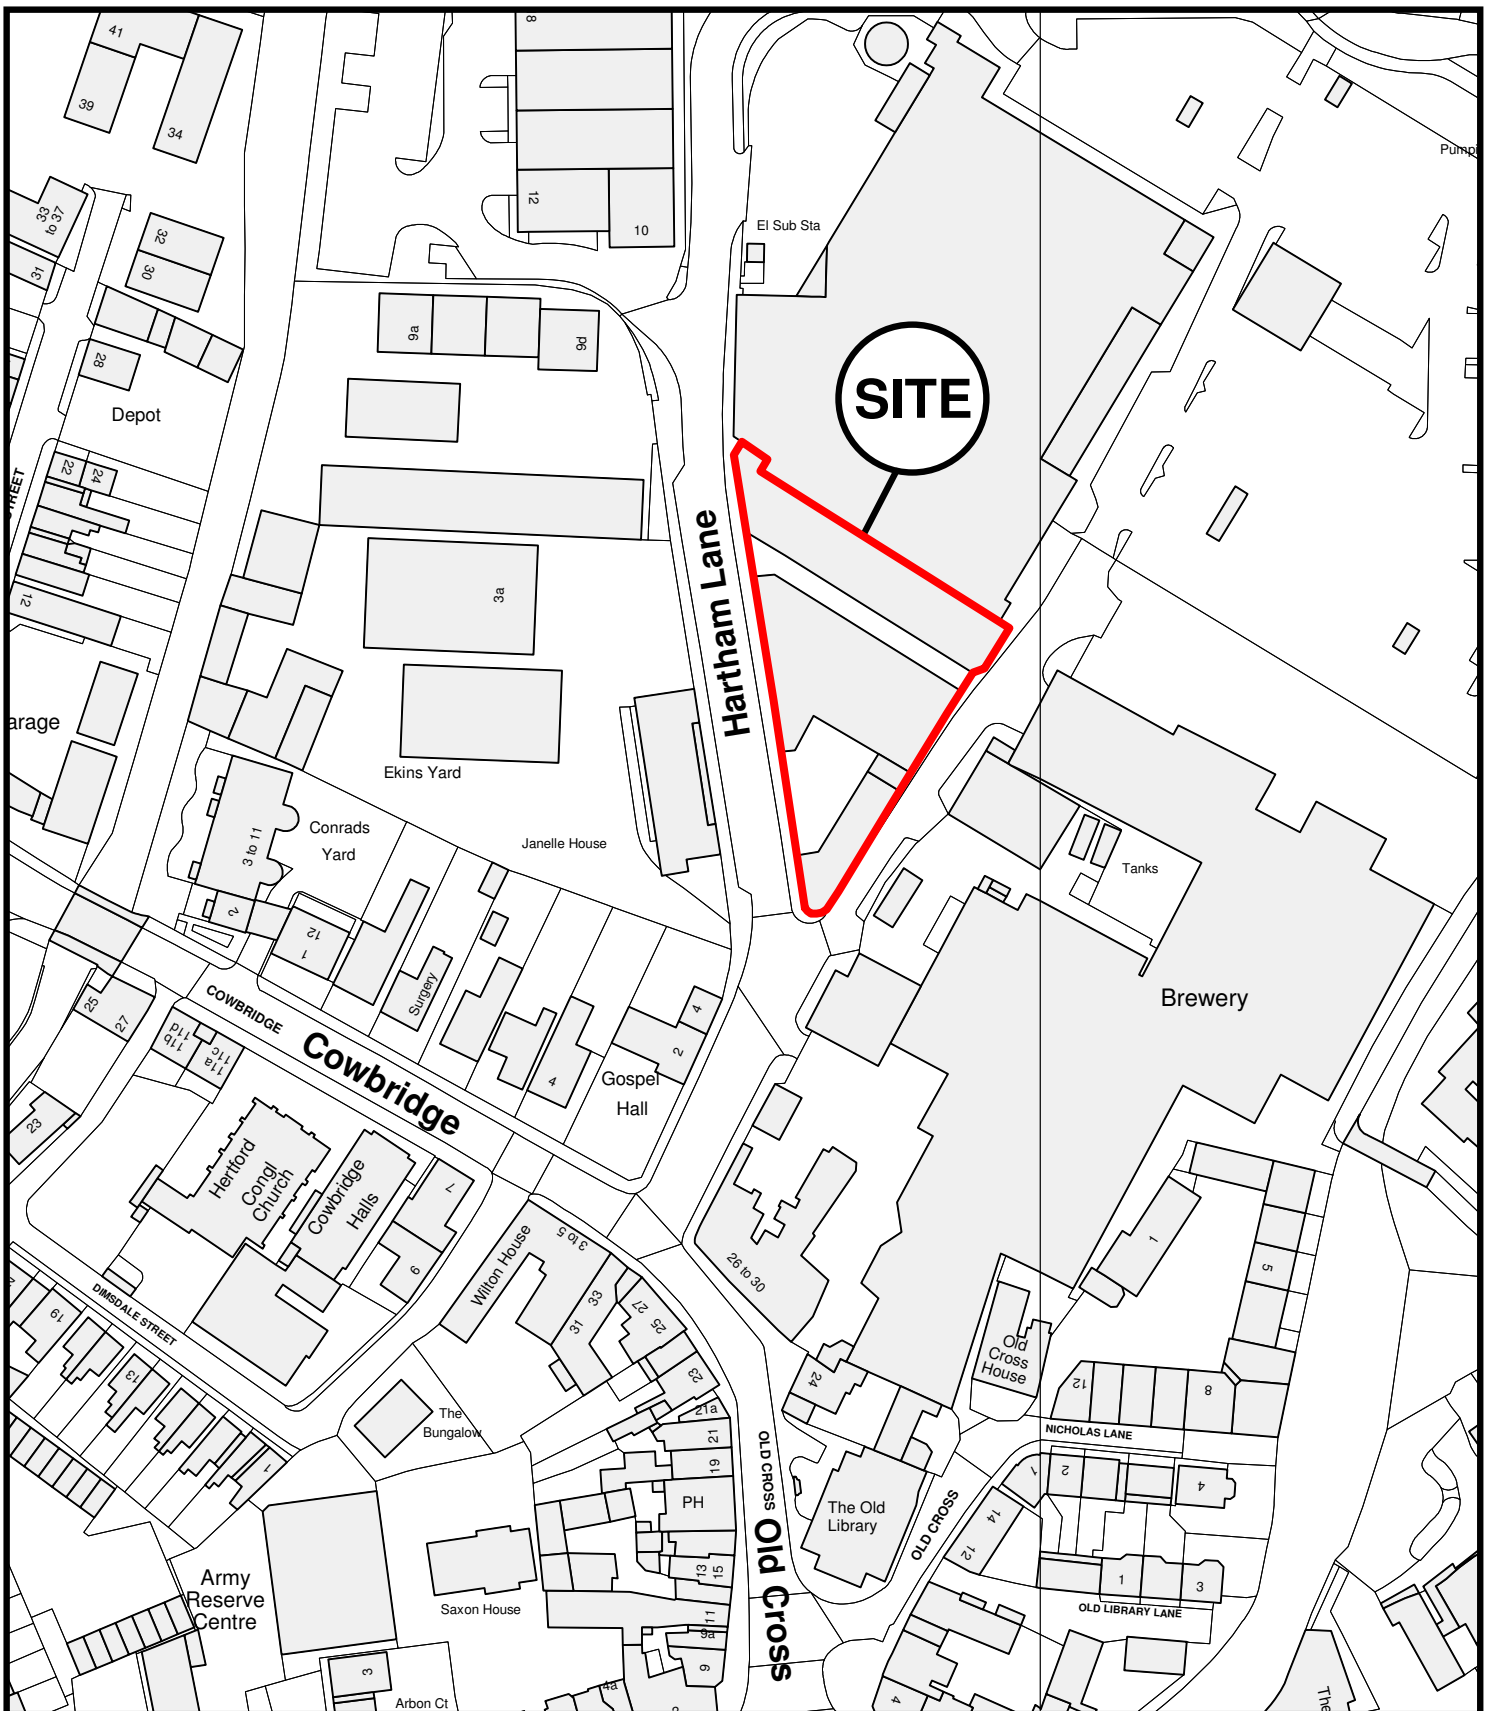 41
39
34
8
12
10
33
to
37
31
32
30
28
Depot
22
24
STREET
12
arage
El Sub Sta
Pumpi
9a
9d
SITE
3a
Hartham Lane
Ekins Yard
Janelle House
Conrads
Yard
3 to 11
2
12
1
Surgery
4
4
2
Gospel
Hall
Tanks
Brewery
COWBRIDGE
Cowbridge
25
27
11d
11b
11c
11a
23
Hertford
Congl
Church
Cowbridge
Halls
7
9
Wilton House
3 to 5
33
31
27
25
23
21a
21
19
PH
13
15
11
9a
9
4a
26 to 30
24
DIMSDALE STREET
19
13
1
The
Bungalow
Army
Reserve
Centre
Saxon House
3
Arbon Ct
OLD CROSS
Old Cross
The Old
Library
OLD CROSS
Old
Cross
House
1
5
12
8
NICHOLAS LANE
1
2
4
14
12
1
3
OLD LIBRARY LANE
4
The